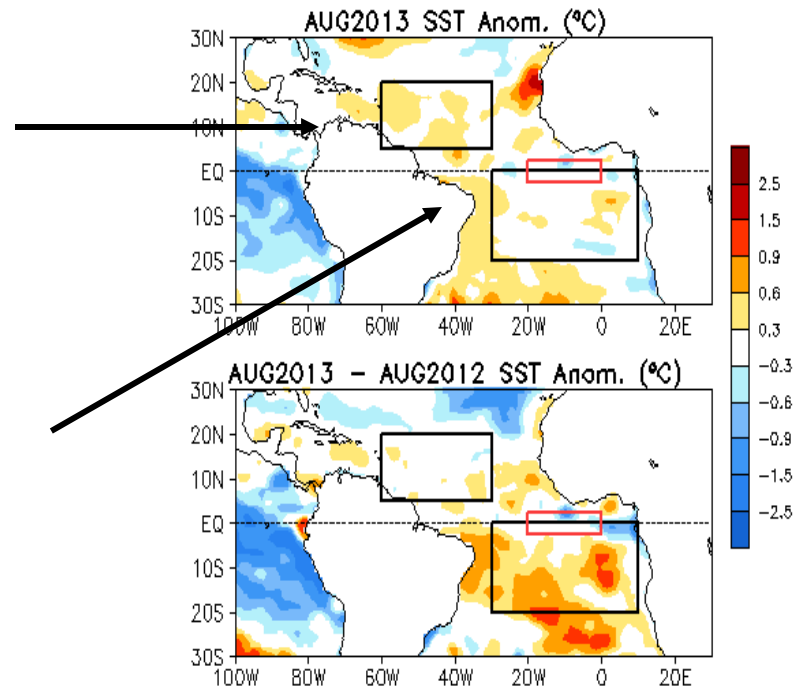 AUG2013 SST Anom. (ºC)
30N
20N
10N
EQ
10S
20S
30S
100W 80W 60W 40W 20W 0 20E
AUG2013 – AUG2012 SST Anom. (ºC)
30N
20N
10N
EQ
10S
20S
30S
100W 80W 60W 40W 20W 0 20E
2.5
1.5
0.9
0.6
0.3
-0.3
-0.6
-0.9
-1.5
-2.5